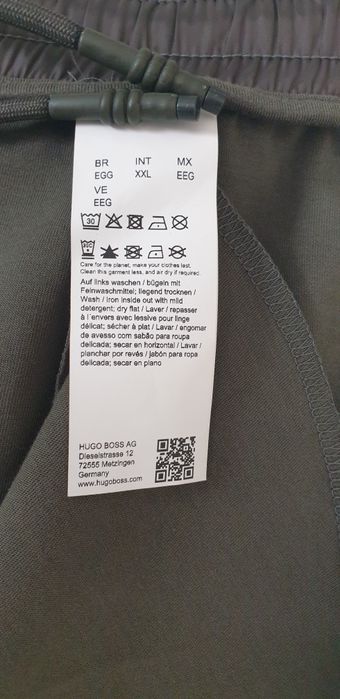 BR INT MX
EGG XXL EEG
VE
EEG
30
30C
Care for the planet, make your clothes last.
Clean this garment less, and air dry if required.
Auf links waschen / bügeln mit
Feinwaschmittel; liegend trocknen /
Wash / Iron inside out with mild
detergent; dry flat / Laver / repasser
à l'envers avec lessive pour linge
délicat; sécher à plat / Lavar / engomar
de avesso com sabão para roupa
delicada; secar en horizontal / Lavar /
planchar por revés / jabón para ropa
delicada; secar en plano
HUGO BOSS AG
Dieselstrasse 12
72555 Metzingen
Germany
www.hugoboss.com